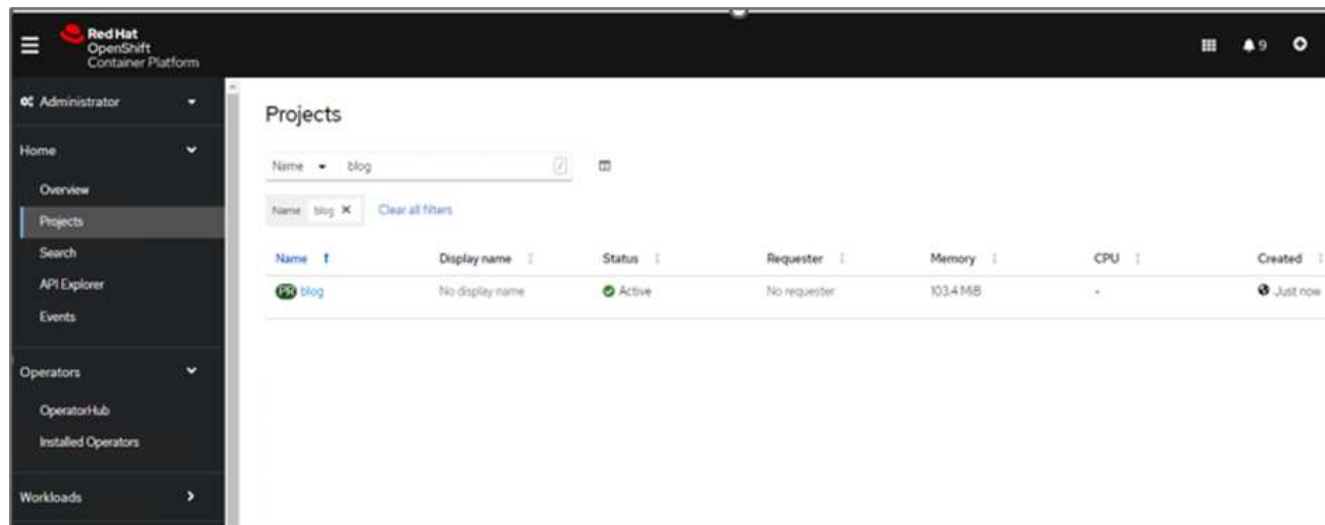 Red Hat
OpenShift
Container Platform
9
Administrator
Home
Overview
Projects
Search
API Explorer
Events
Operators
OperatorHub
Installed Operators
Workloads
Projects
Name blog /
Name blog ✖ Clear all filters
Name Display name Status Requester Memory CPU Created
PR blog No display name Active No requester 103.4 MiB - Just now